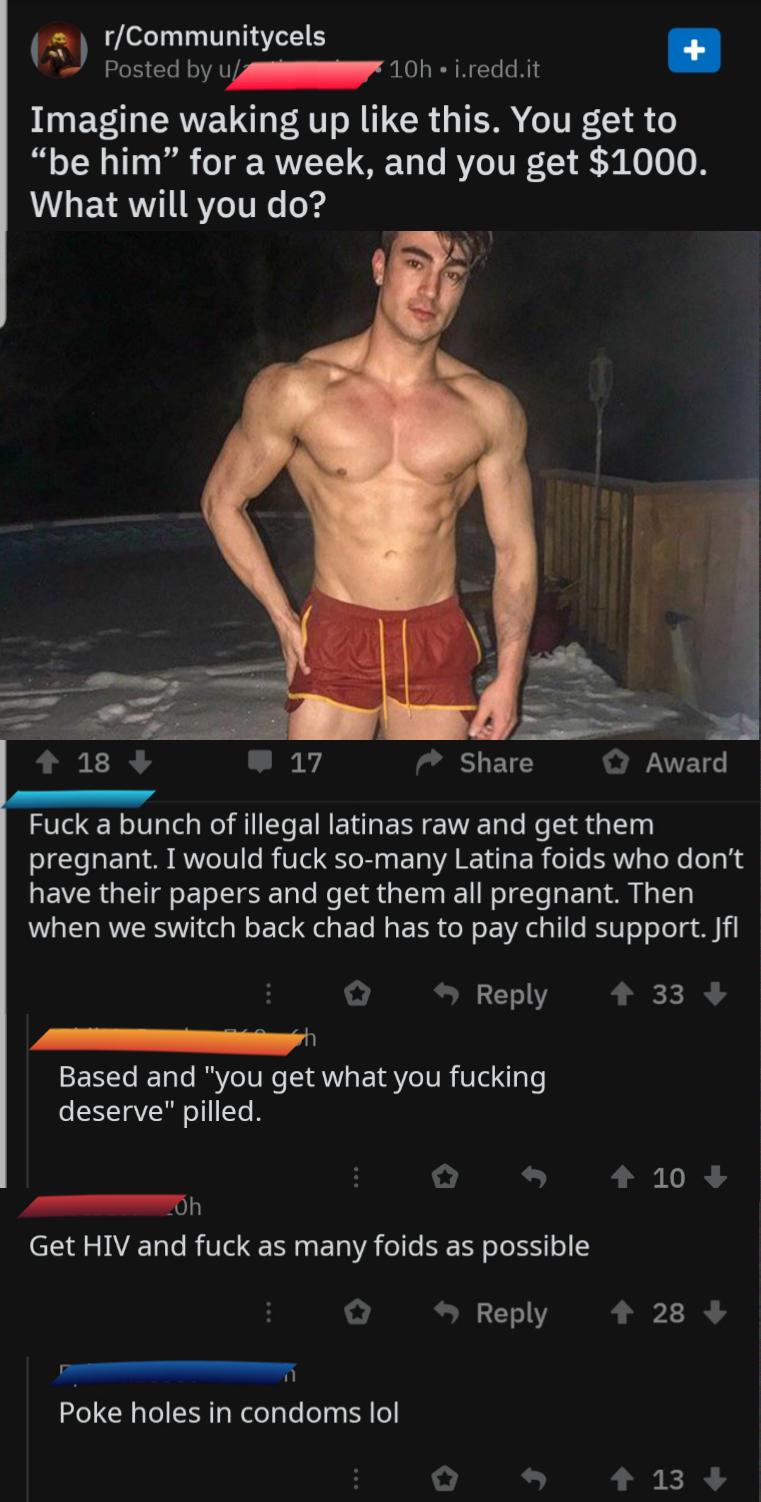 r/Communitycels
Posted by u/ • 10h • i.redd.it
Imagine waking up like this. You get to
“be him” for a week, and you get $1000.
What will you do?
18 17 Share Award
Fuck a bunch of illegal latinas raw and get them
pregnant. I would fuck so-many Latina foids who don’t
have their papers and get them all pregnant. Then
when we switch back chad has to pay child support. Jfl
Reply 33
h
Based and "you get what you fucking
deserve" pilled.
10
0h
Get HIV and fuck as many foids as possible
Reply 28
Poke holes in condoms lol
13